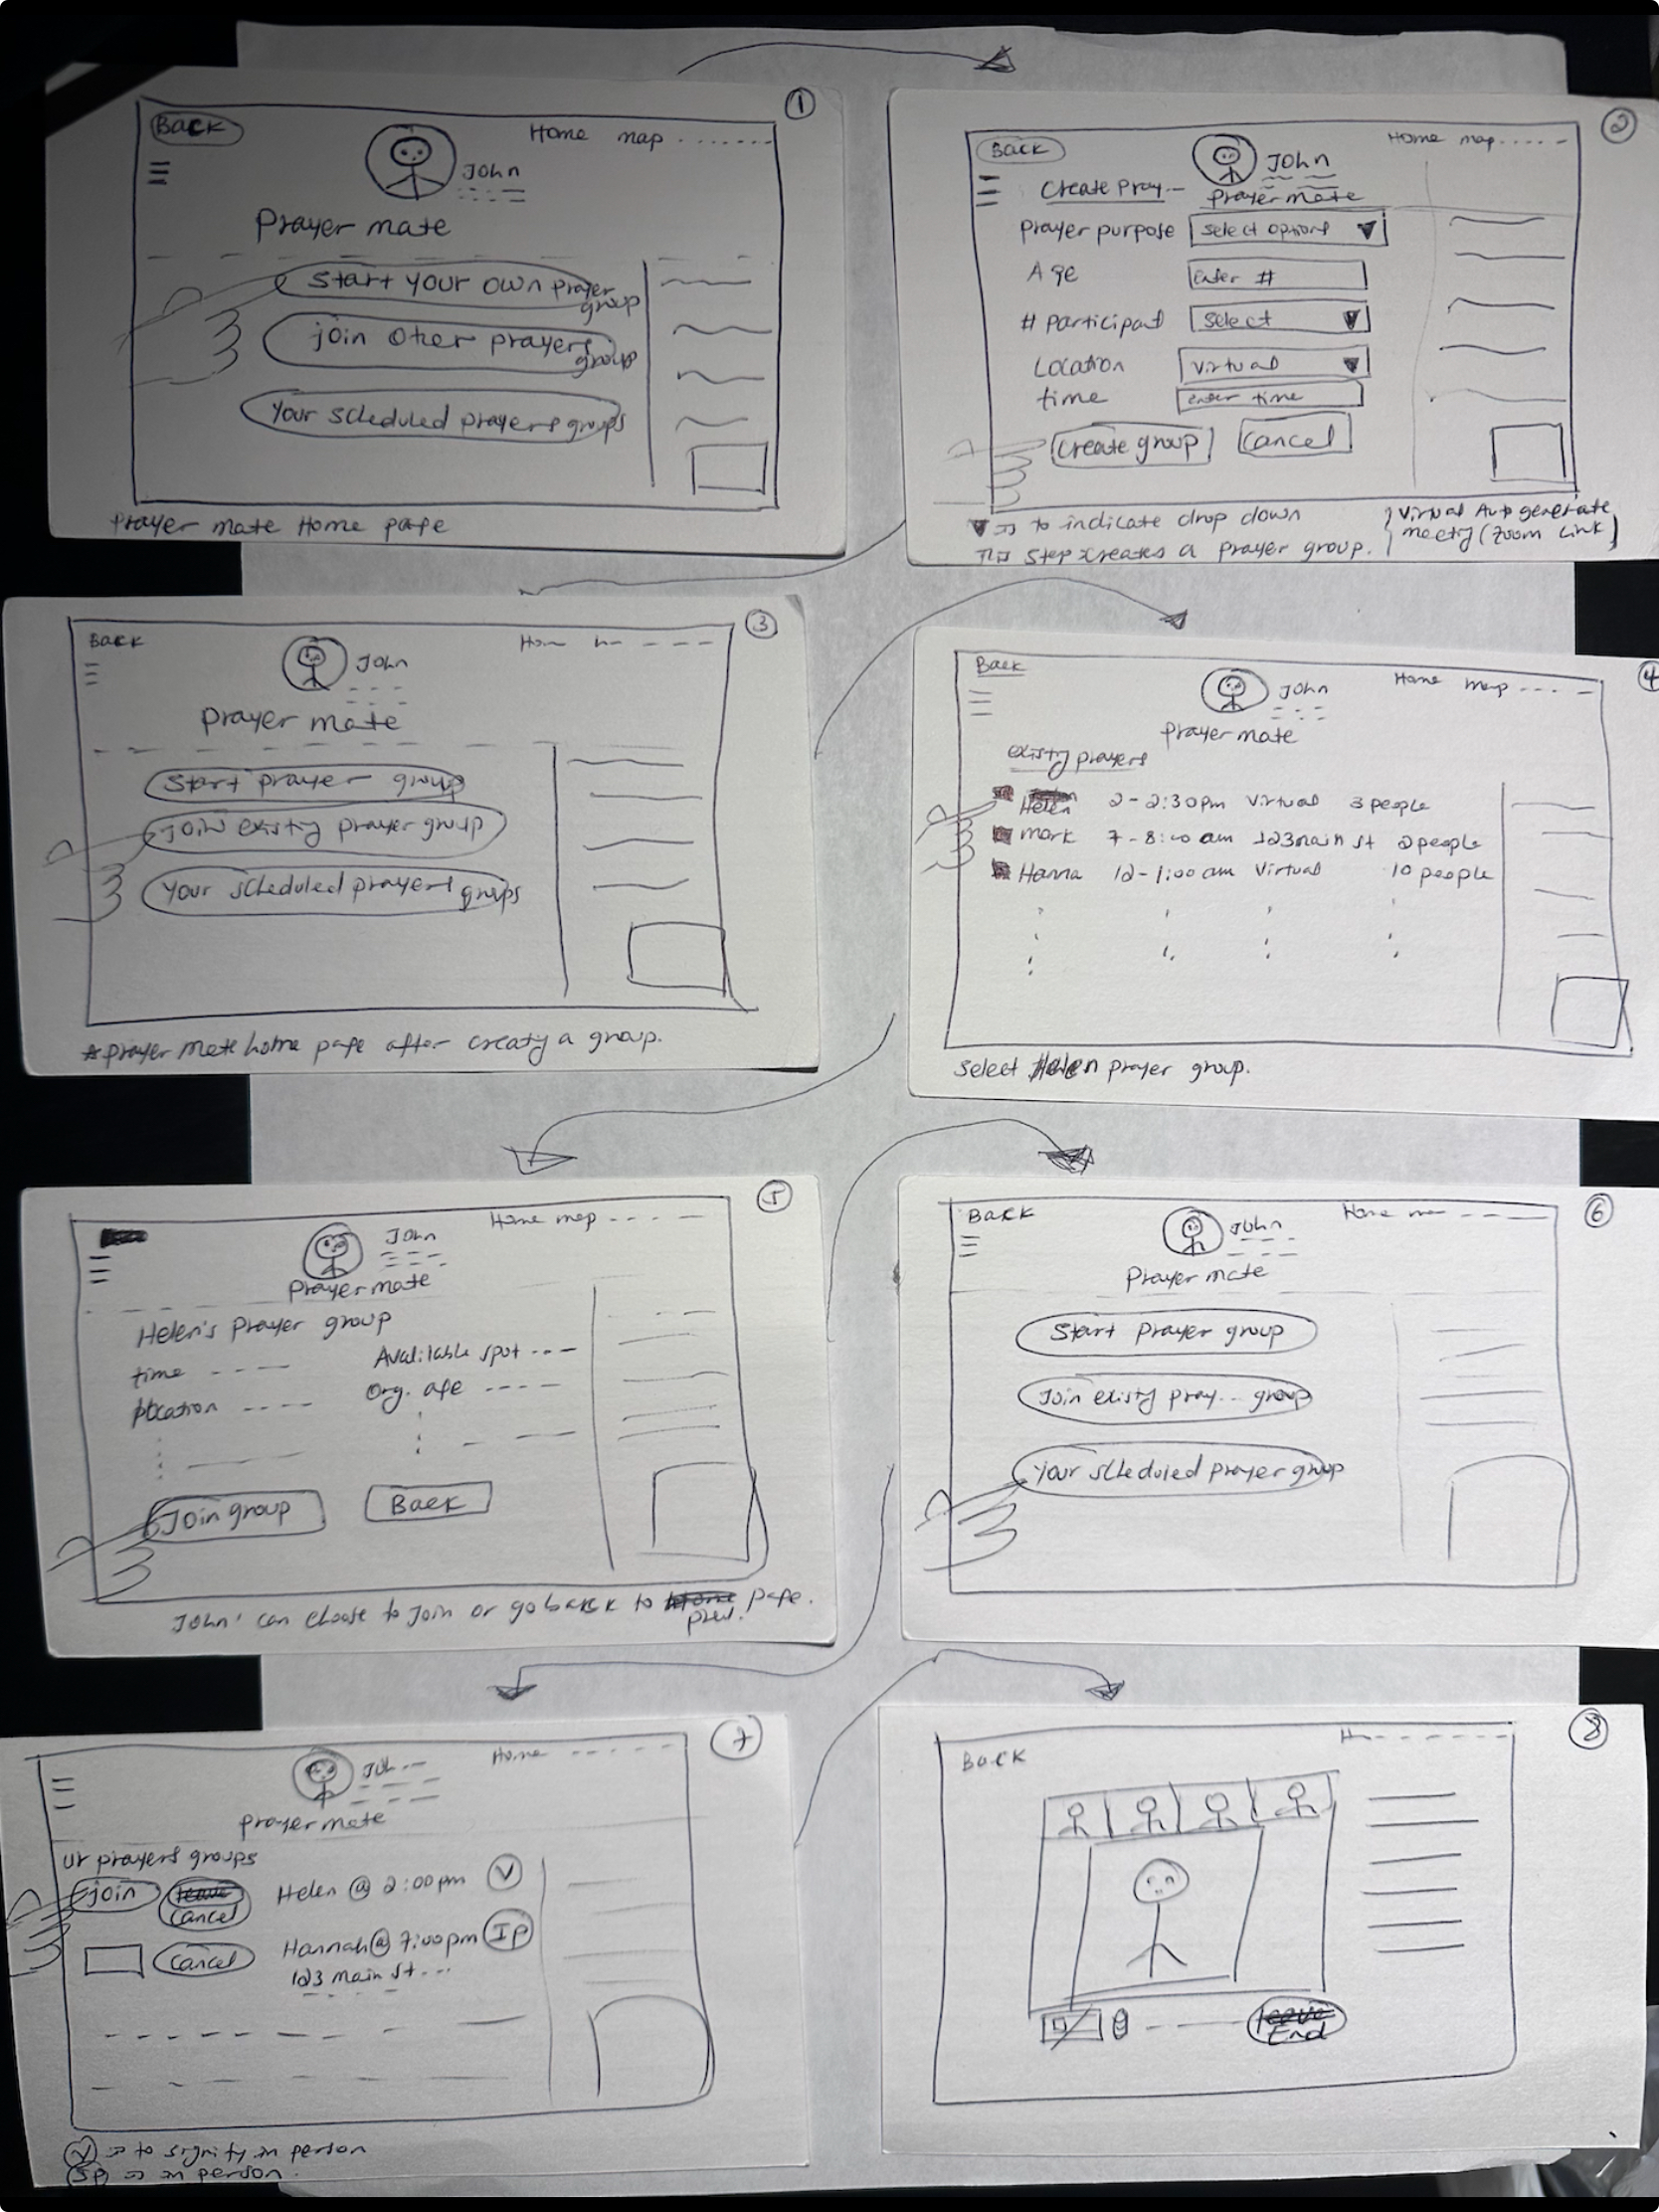 ①
Back
Home map
John
Prayer mate
Start your own prayer
group
join other prayers
group
Your scheduled prayers groups
Prayer mate Home page
②
Back
Home map
John
Create Pray..
Prayer mate
Prayer purpose Select options ▼
Age enter #
# participant Select ▼
Location virtual ▼
time enter time
Create group Cancel
▼ => to indicate drop down
This step creates a prayer group.
Virtual Auto generate
meeting (Zoom Link)
③
Back
Hom
John
Prayer mate
Start prayer group
Join existing prayer group
Your scheduled prayers groups
*prayer mate home page after creatg a group.
④
Back
Home map
John
Prayer mate
existing prayers
Helen 2-2:30pm Virtual 3 people
Mark 7-8:00 am 123 main st 2 people
Hanna 12-1:00 am Virtual 10 people
Select Helen prayer group.
⑤
Home map
John
Prayer mate
Helen's prayer group
time
Available spot
location
Org. age
Join group Back
John' can choose to Join or go back to prev. page.
⑥
Back
Home
John
Prayer mate
Start Prayer group
Join existg pray.. group
Your scheduled prayer group
⑦
Home
Joh
Prayer mate
ur prayers groups
join cancel Helen @ 2:00pm V
cancel Hannah @ 7:00pm IP
123 main st
V => to signify in person
IP => in person.
⑧
Back
H
End